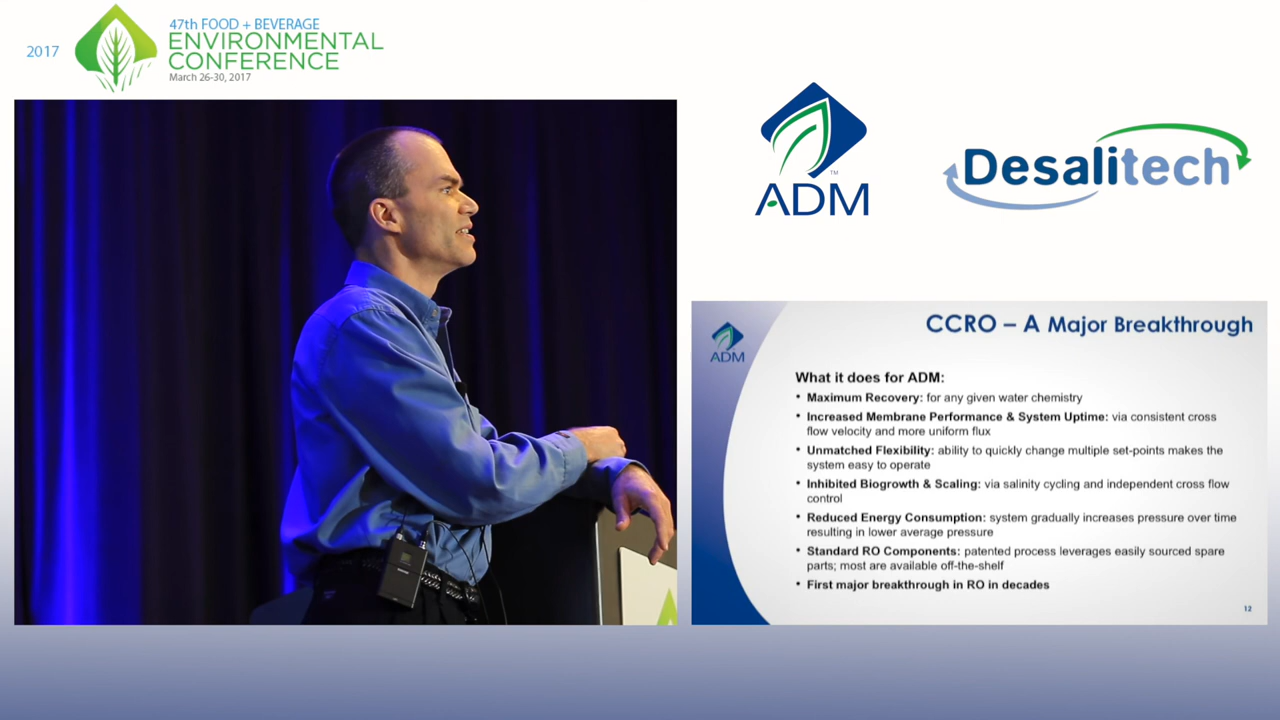 2017
47th FOOD + BEVERAGE
ENVIRONMENTAL
CONFERENCE
March 26-30, 2017
ADM
TM
Desalitech
CCRO – A Major Breakthrough
ADM
What it does for ADM:
• Maximum Recovery: for any given water chemistry
• Increased Membrane Performance & System Uptime: via consistent cross
flow velocity and more uniform flux
• Unmatched Flexibility: ability to quickly change multiple set-points makes the
system easy to operate
• Inhibited Biogrowth & Scaling: via salinity cycling and independent cross flow
control
• Reduced Energy Consumption: system gradually increases pressure over time
resulting in lower average pressure
• Standard RO Components: patented process leverages easily sourced spare
parts; most are available off-the-shelf
• First major breakthrough in RO in decades
12